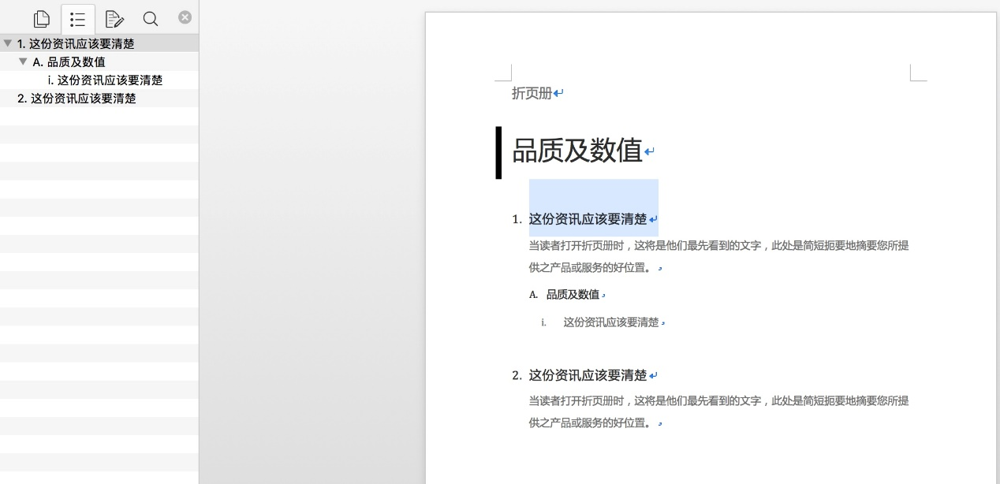 1. 这份资讯应该要清楚
A. 品质及数值
i. 这份资讯应该要清楚
2. 这份资讯应该要清楚
折页册
品质及数值
1. 这份资讯应该要清楚
当读者打开折页册时，这将是他们最先看到的文字，此处是简短扼要地摘要您所提
供之产品或服务的好位置。
A. 品质及数值
i. 这份资讯应该要清楚
2. 这份资讯应该要清楚
当读者打开折页册时，这将是他们最先看到的文字，此处是简短扼要地摘要您所提
供之产品或服务的好位置。